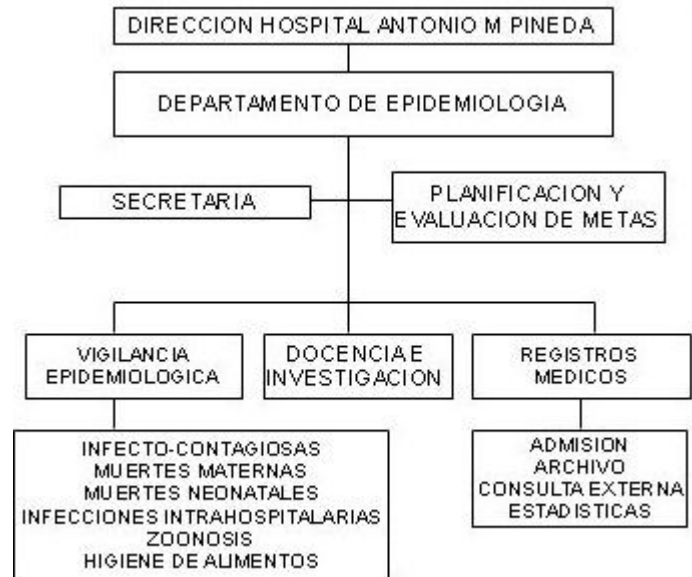 DIRECCION HOSPITAL ANTONIO M PINEDA
DEPARTAMENTO DE EPIDEMIOLOGIA
SECRETARIA
PLANIFICACION Y
EVALUACION DE METAS
VIGILANCIA
EPIDEMIOLOGICA
DOCENCIA E
INVESTIGACION
REGISTROS
MEDICOS
INFECTO-CONTAGIOSAS
MUERTES MATERNAS
MUERTES NEONATALES
INFECCIONES INTRAHOSPITALARIAS
ZOONOSIS
HIGIENE DE ALIMENTOS
ADMISION
ARCHIVO
CONSULTA EXTERNA
ESTADISTICAS